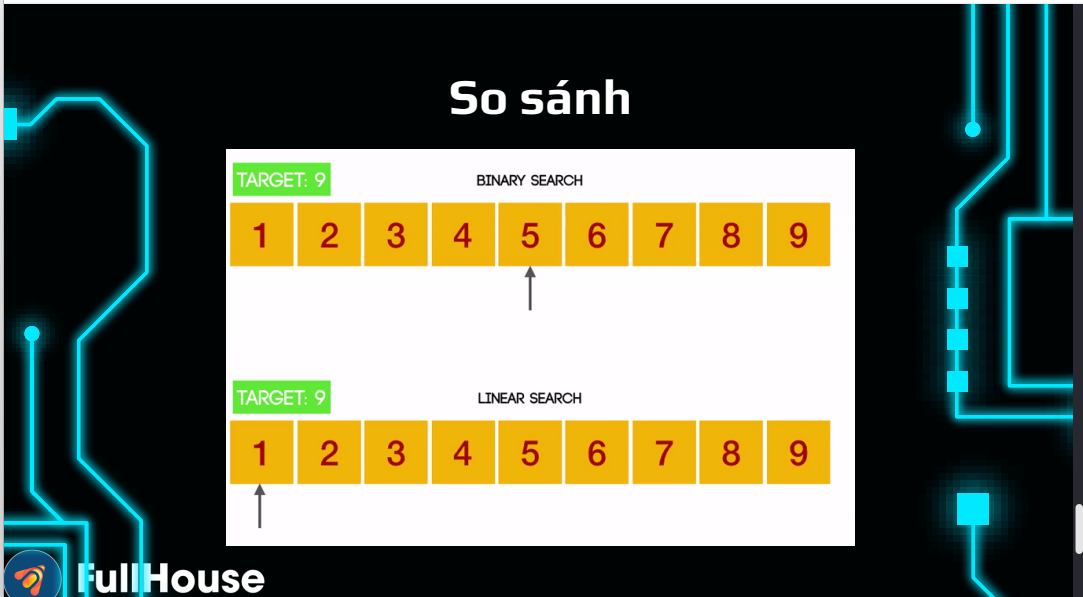 So sánh
TARGET: 9
BINARY SEARCH
1 2 3 4 5 6 7 8 9
TARGET: 9
LINEAR SEARCH
1 2 3 4 5 6 7 8 9
FullHouse